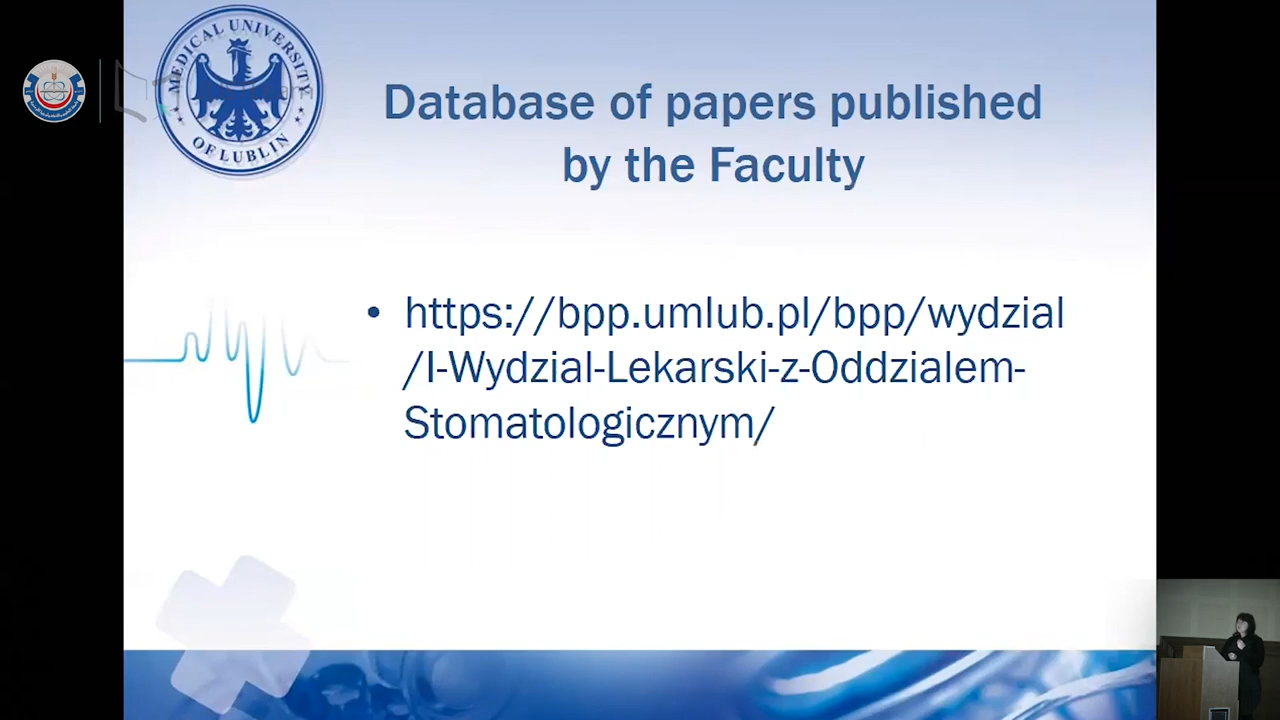 MEDICAL UNIVERSITY
OF LUBLIN
Database of papers published
by the Faculty
• https://bpp.umlub.pl/bpp/wydzial
/I-Wydzial-Lekarski-z-Oddzialem-
Stomatologicznym/